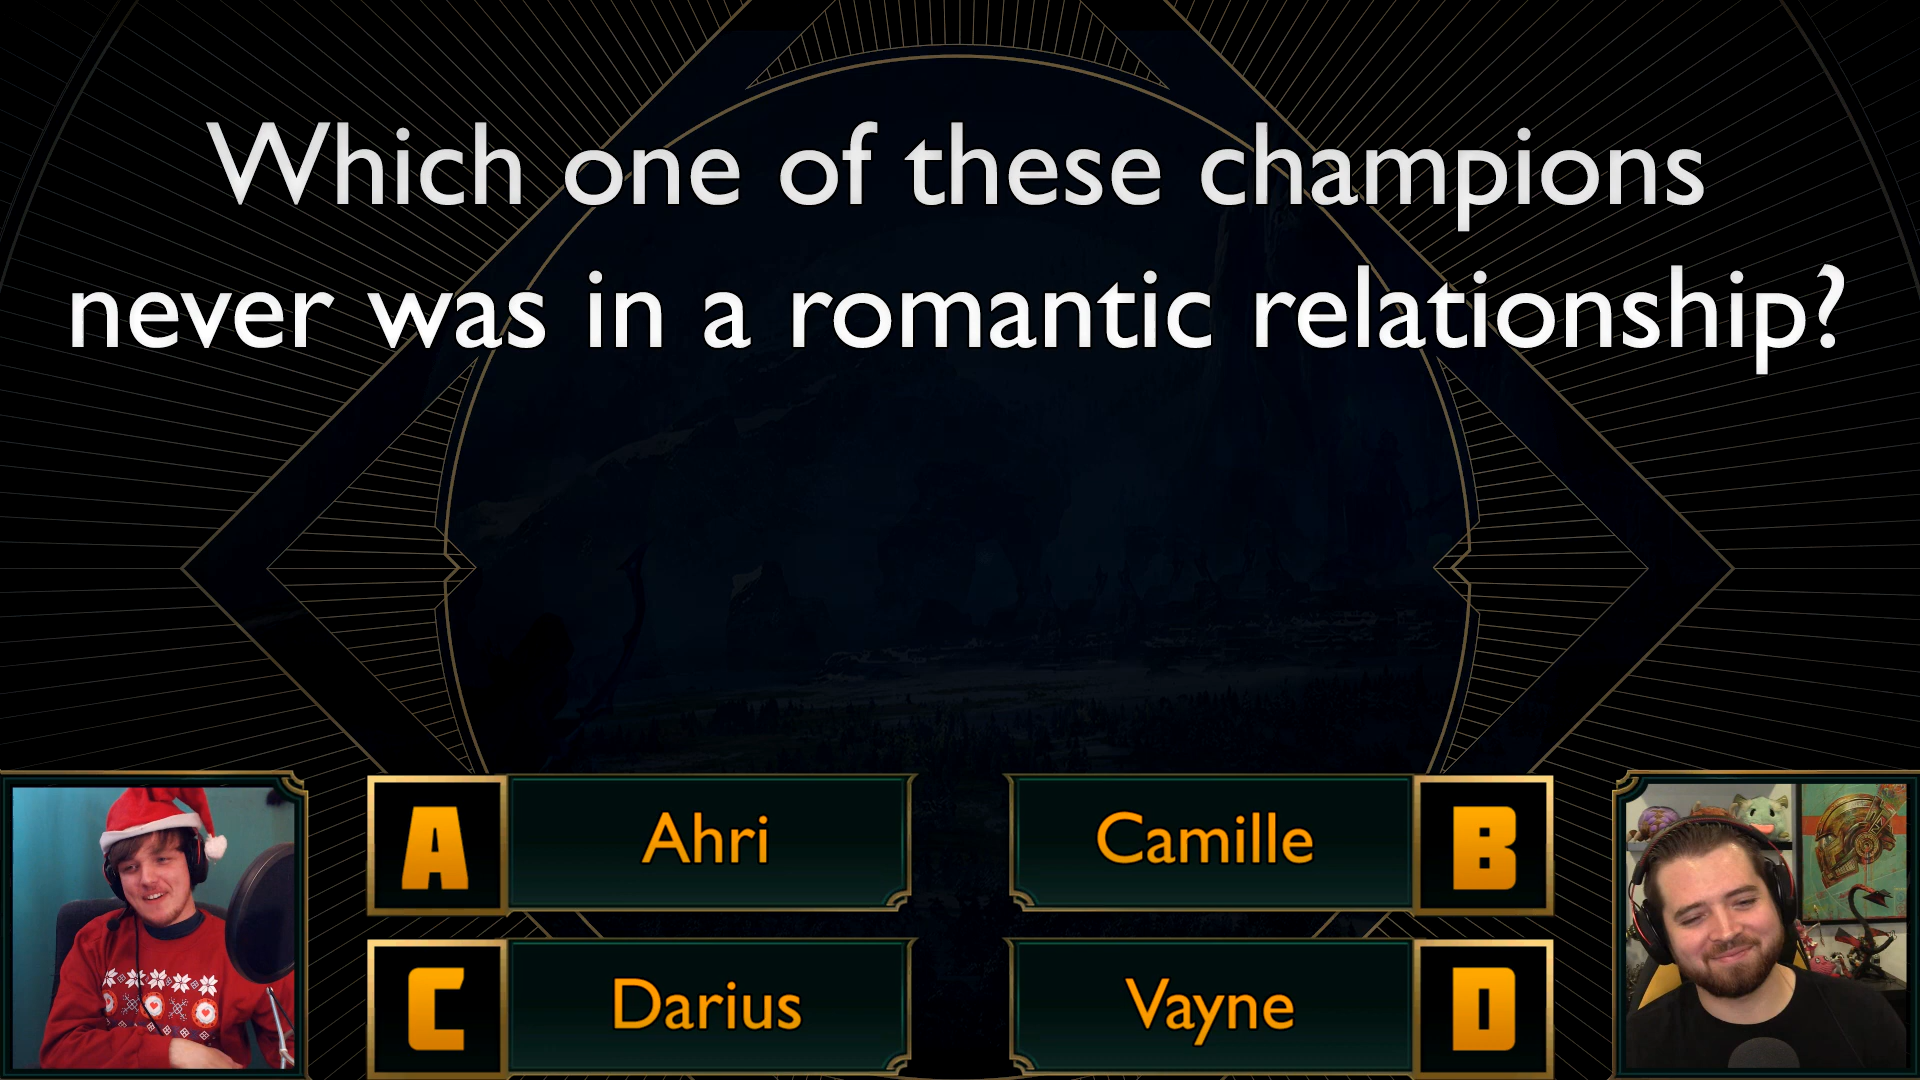 Which one of these champions
never was in a romantic relationship?
A Ahri
Camille B
C Darius
Vayne D